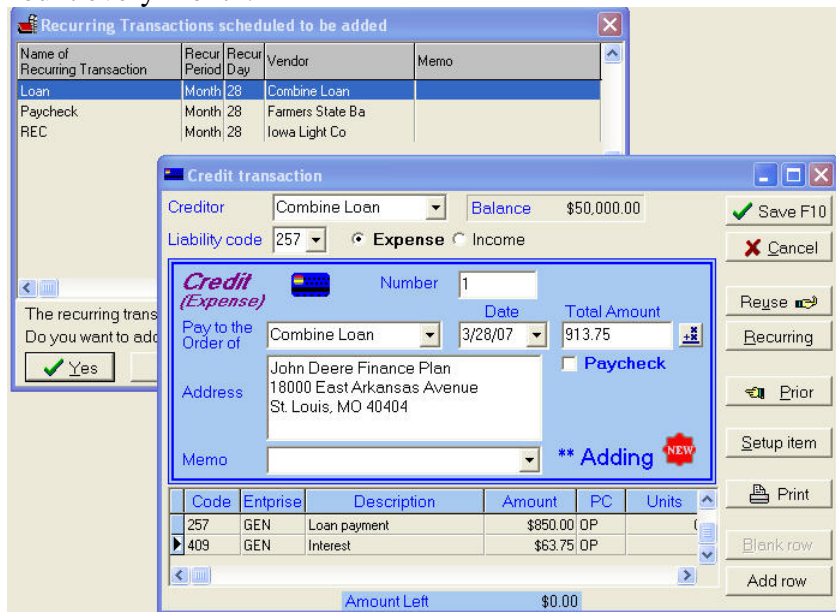 Recurring Transactions scheduled to be added
Name of Recurring Transaction Recur Period Recur Day Vendor Memo
Loan Month 28 Combine Loan
Paycheck Month 28 Farmers State Ba
REC Month 28 Iowa Light Co
The recurring trans
Do you want to add
Yes
Credit transaction
Creditor Combine Loan Balance $50,000.00
Liability code 257 Expense Income
Credit
(Expense)
Number 1
Date Total Amount
Pay to the Order of Combine Loan 3/28/07 913.75
Paycheck
Address
John Deere Finance Plan
18000 East Arkansas Avenue
St. Louis, MO 40404
Memo ** Adding NEW
Code Entprise Description Amount PC Units
257 GEN Loan payment $850.00 OP
409 GEN Interest $63.75 OP
Amount Left $0.00
Save F10
Cancel
Reuse
Recurring
Prior
Setup item
Print
Blank row
Add row